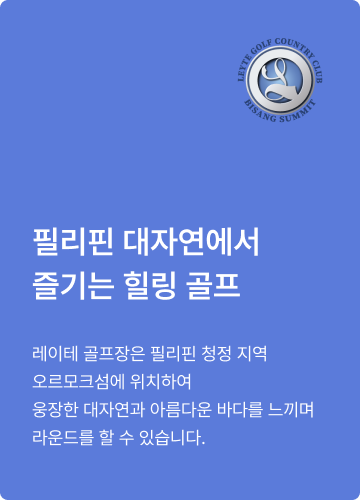 LEYTE GOLF COUNTRY CLUB
BISANG SUMMIT
필리핀 대자연에서
즐기는 힐링 골프
레이테 골프장은 필리핀 청정 지역
오르모크섬에 위치하여
웅장한 대자연과 아름다운 바다를 느끼며
라운드를 할 수 있습니다.